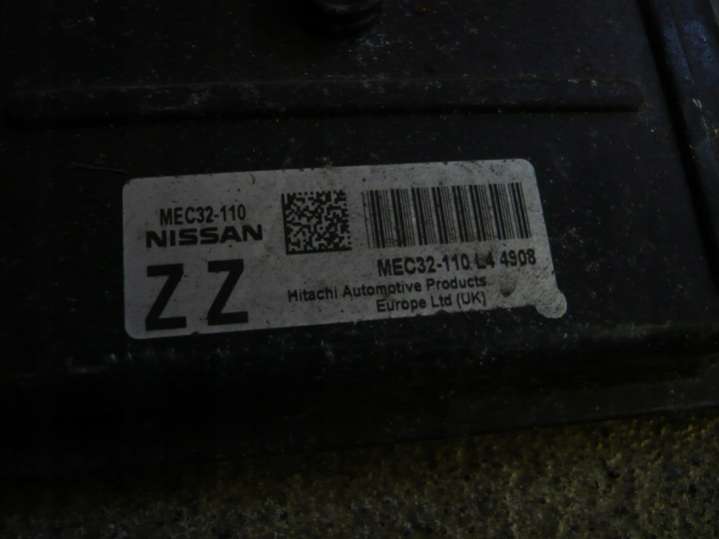 MEC32-110
NISSAN
ZZ
MEC32-110 L4 4908
Hitachi Automotive Products
Europe Ltd (UK)